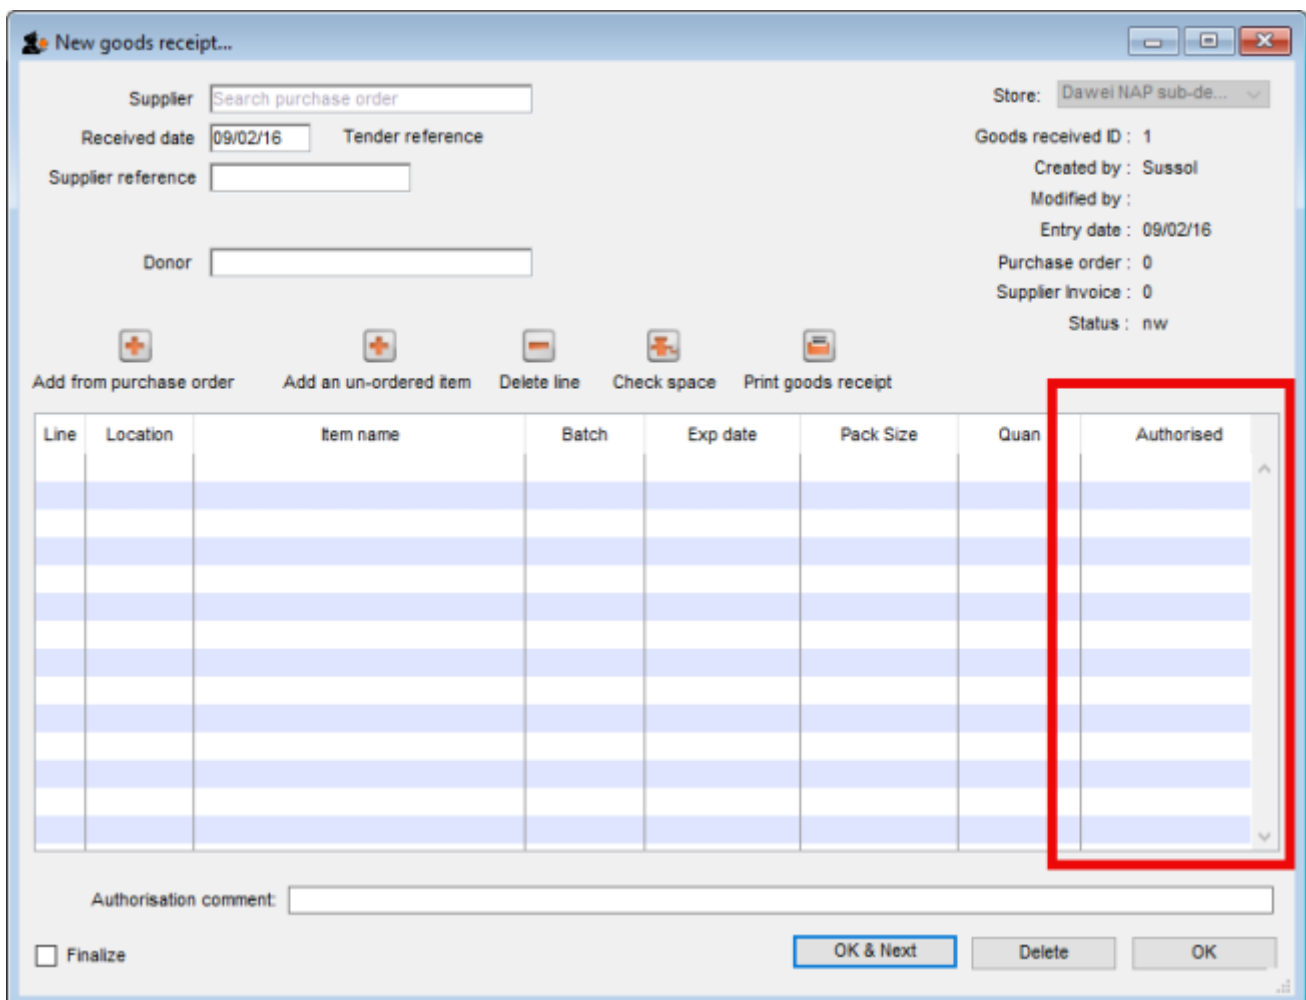 New goods receipt...
Supplier Search purchase order
Store: Dawei NAP sub-de...
Received date 09/02/16 Tender reference
Goods received ID : 1
Supplier reference
Created by : Sussol
Modified by :
Entry date : 09/02/16
Donor
Purchase order : 0
Supplier Invoice : 0
Status : nw
Add from purchase order Add an un-ordered item Delete line Check space Print goods receipt
Line Location Item name Batch Exp date Pack Size Quan Authorised
Authorisation comment:
Finalize OK & Next Delete OK